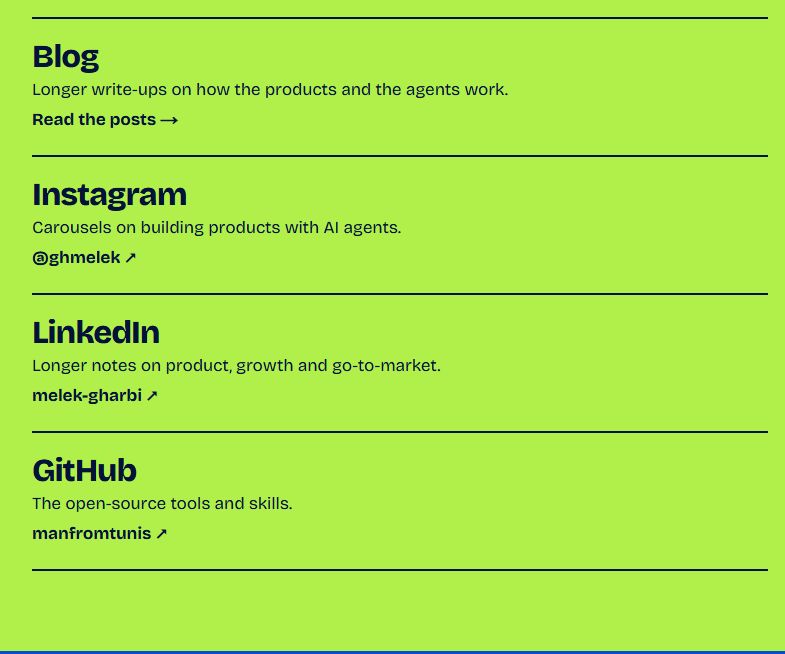 Blog
Longer write-ups on how the products and the agents work.
Read the posts →
Instagram
Carousels on building products with AI agents.
@ghmelek ↗
LinkedIn
Longer notes on product, growth and go-to-market.
melek-gharbi ↗
GitHub
The open-source tools and skills.
manfromtunis ↗